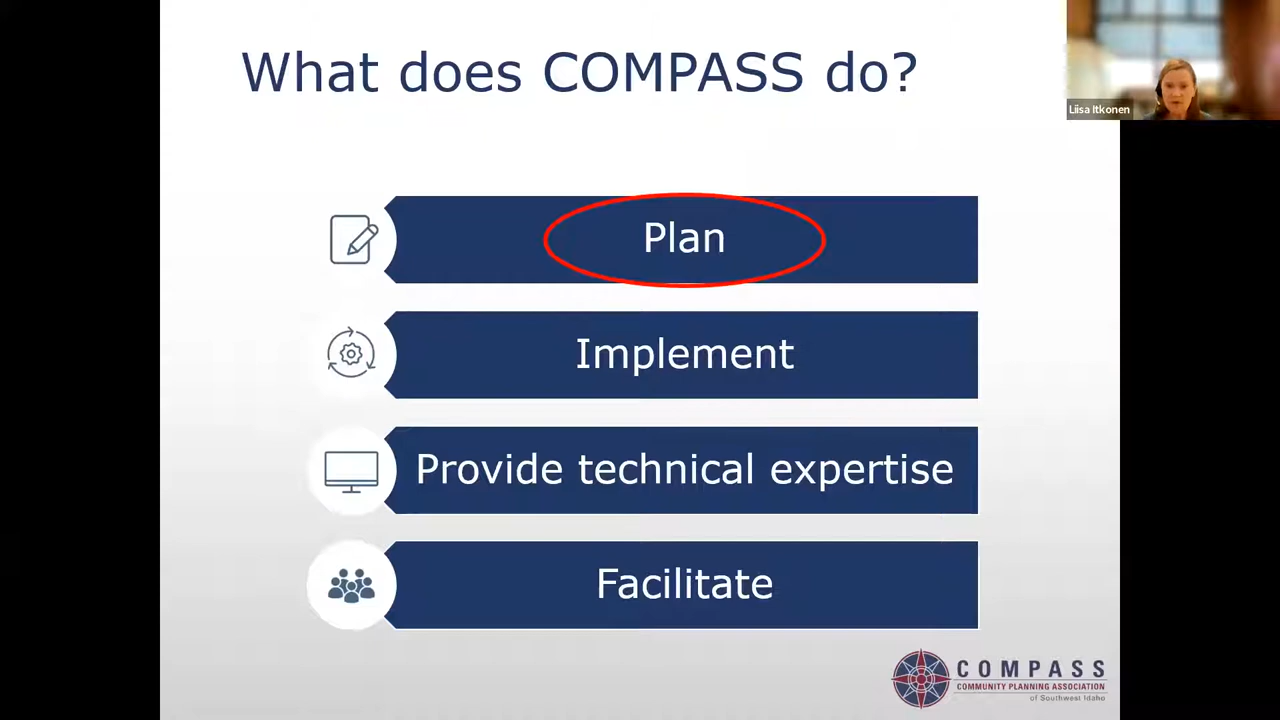 What does COMPASS do?
Liisa Itkonen
Plan
Implement
Provide technical expertise
Facilitate
COMPASS
COMMUNITY PLANNING ASSOCIATION
of Southwest Idaho